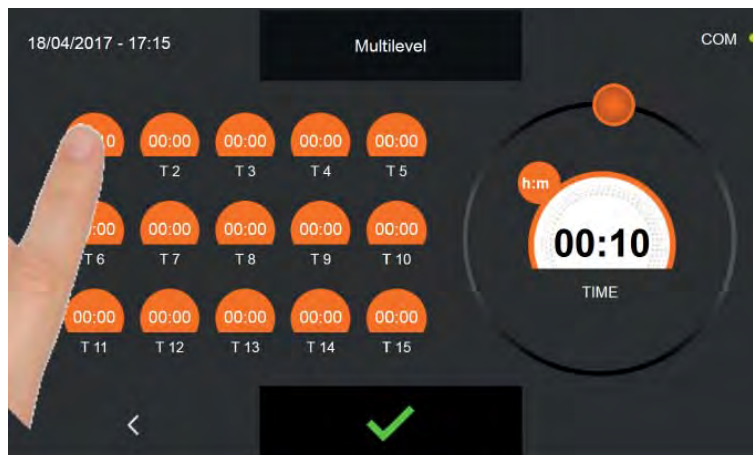 18/04/2017 - 17:15
Multilevel
COM
00:00 00:00 00:00 00:00
T 2 T 3 T 4 T 5
:00 00:00 00:00 00:00 00:00
T 6 T 7 T 8 T 9 T 10
00:00 00:00 00:00 00:00 00:00
T 11 T 12 T 13 T 14 T 15
h:m
00:10
TIME